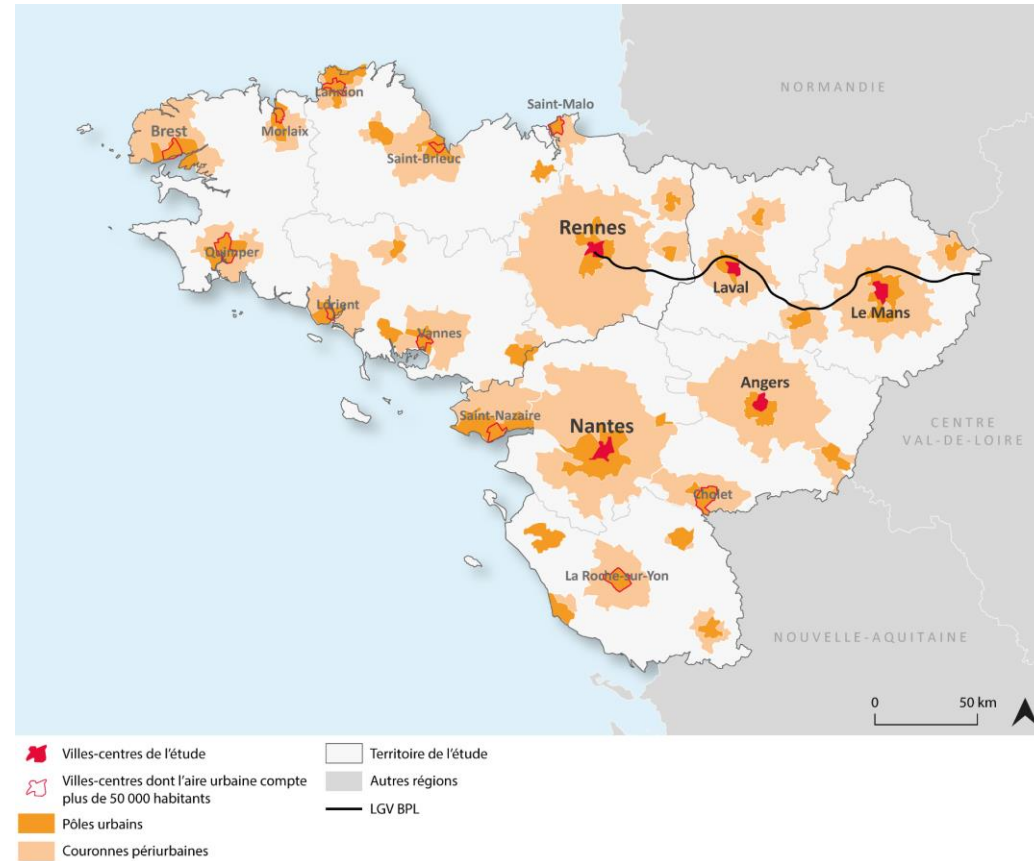 NORMANDIE
Saint-Malo
Lannion
Brest
Morlaix
Saint-Brieuc
Rennes
Quimper
Laval
Le Mans
Lorient
Vannes
Angers
Saint-Nazaire
Nantes
CENTRE
VAL-DE-LOIRE
Cholet
La Roche-sur-Yon
NOUVELLE-AQUITAINE
0 50 km
Villes-centres de l'étude
Villes-centres dont l'aire urbaine compte
plus de 50 000 habitants
Pôles urbains
Couronnes périurbaines
Territoire de l'étude
Autres régions
LGV BPL